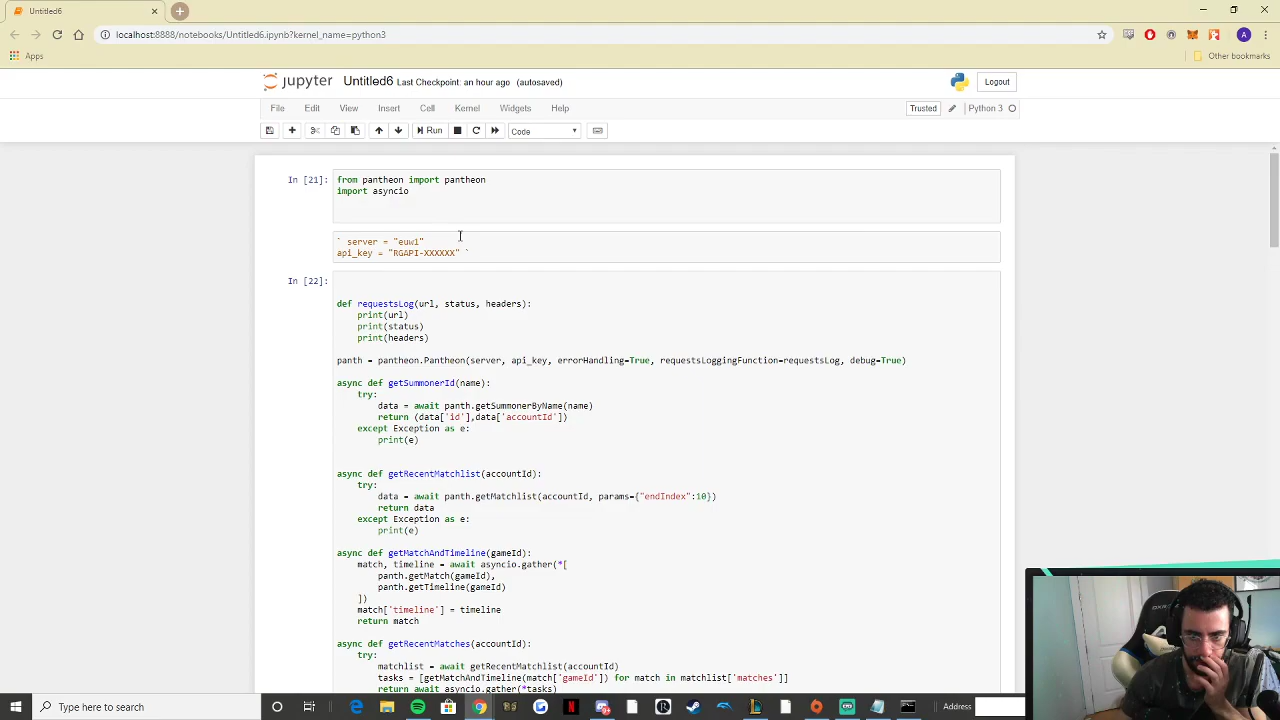 Untitled6
localhost:8888/notebooks/Untitled6.ipynb?kernel_name=python3
A
Apps
Other bookmarks
jupyter Untitled6 Last Checkpoint: an hour ago (autosaved)
Logout
File Edit View Insert Cell Kernel Widgets Help
Trusted Python 3
Run Code
In [21]:
from pantheon import pantheon
import asyncio
` server = "euw1"
api_key = "RGAPI-XXXXXX" `
In [22]:
def requestsLog(url, status, headers):
    print(url)
    print(status)
    print(headers)
panth = pantheon.Pantheon(server, api_key, errorHandling=True, requestsLoggingFunction=requestsLog, debug=True)
async def getSummonerId(name):
    try:
        data = await panth.getSummonerByName(name)
        return (data['id'],data['accountId'])
    except Exception as e:
        print(e)
async def getRecentMatchlist(accountId):
    try:
        data = await panth.getMatchlist(accountId, params={"endIndex":10})
        return data
    except Exception as e:
        print(e)
async def getMatchAndTimeline(gameId):
    match, timeline = await asyncio.gather(*[
        panth.getMatch(gameId),
        panth.getTimeline(gameId)
    ])
    match['timeline'] = timeline
    return match
async def getRecentMatches(accountId):
    try:
        matchlist = await getRecentMatchlist(accountId)
        tasks = [getMatchAndTimeline(match['gameId']) for match in matchlist['matches']]
        return await asyncio.gather(*tasks)
Type here to search
Address